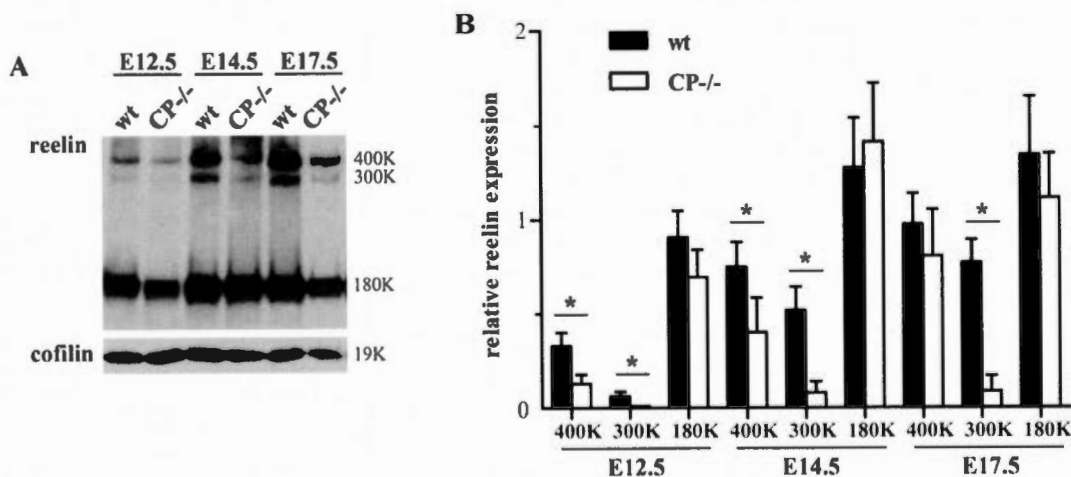 A
E12.5 E14.5 E17.5
wt CP-/- wt CP-/- wt CP-/-
reelin
400K
300K
180K
cofilin
19K
B
wt
CP-/-
relative reelin expression
2
1
0
*
*
*
*
*
400K 300K 180K 400K 300K 180K 400K 300K 180K
E12.5 E14.5 E17.5